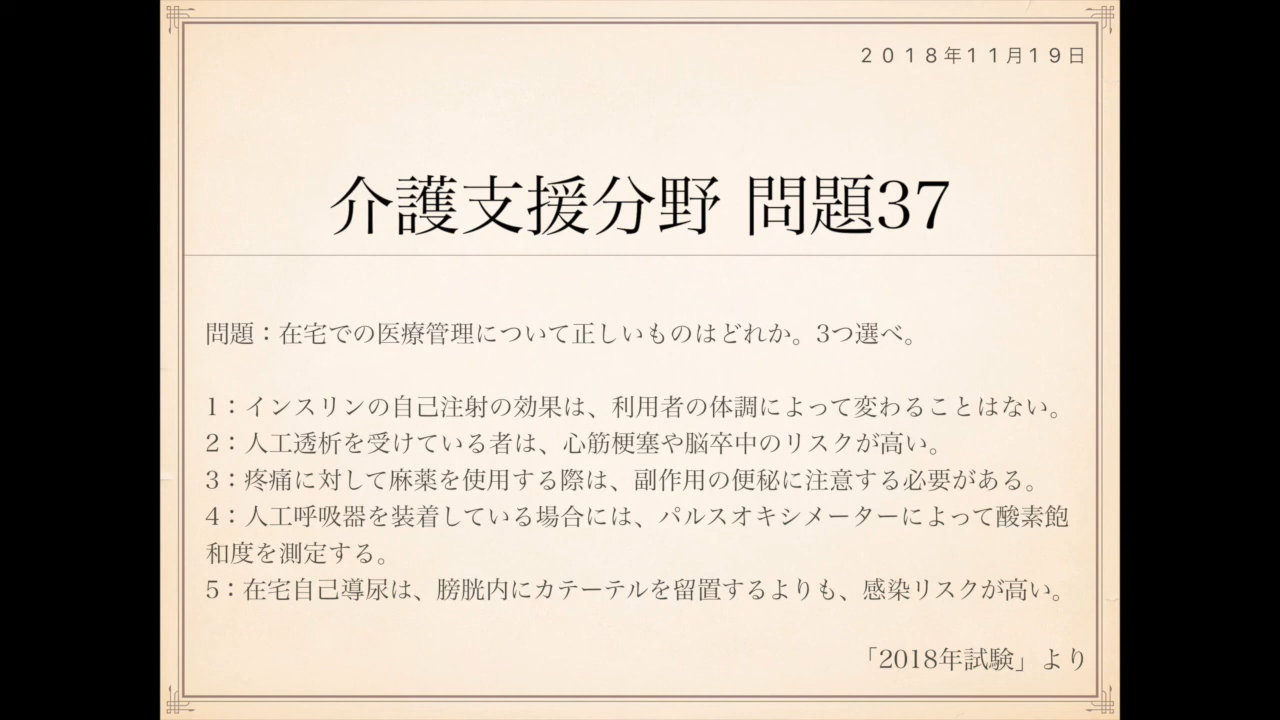 2018年11月19日
介護支援分野 問題37
問題：在宅での医療管理について正しいものはどれか。3つ選べ。
1：インスリンの自己注射の効果は、利用者の体調によって変わることはない。
2：人工透析を受けている者は、心筋梗塞や脳卒中のリスクが高い。
3：疼痛に対して麻薬を使用する際は、副作用の便秘に注意する必要がある。
4：人工呼吸器を装着している場合には、パルスオキシメーターによって酸素飽
和度を測定する。
5：在宅自己導尿は、膀胱内にカテーテルを留置するよりも、感染リスクが高い。
「2018年試験」より